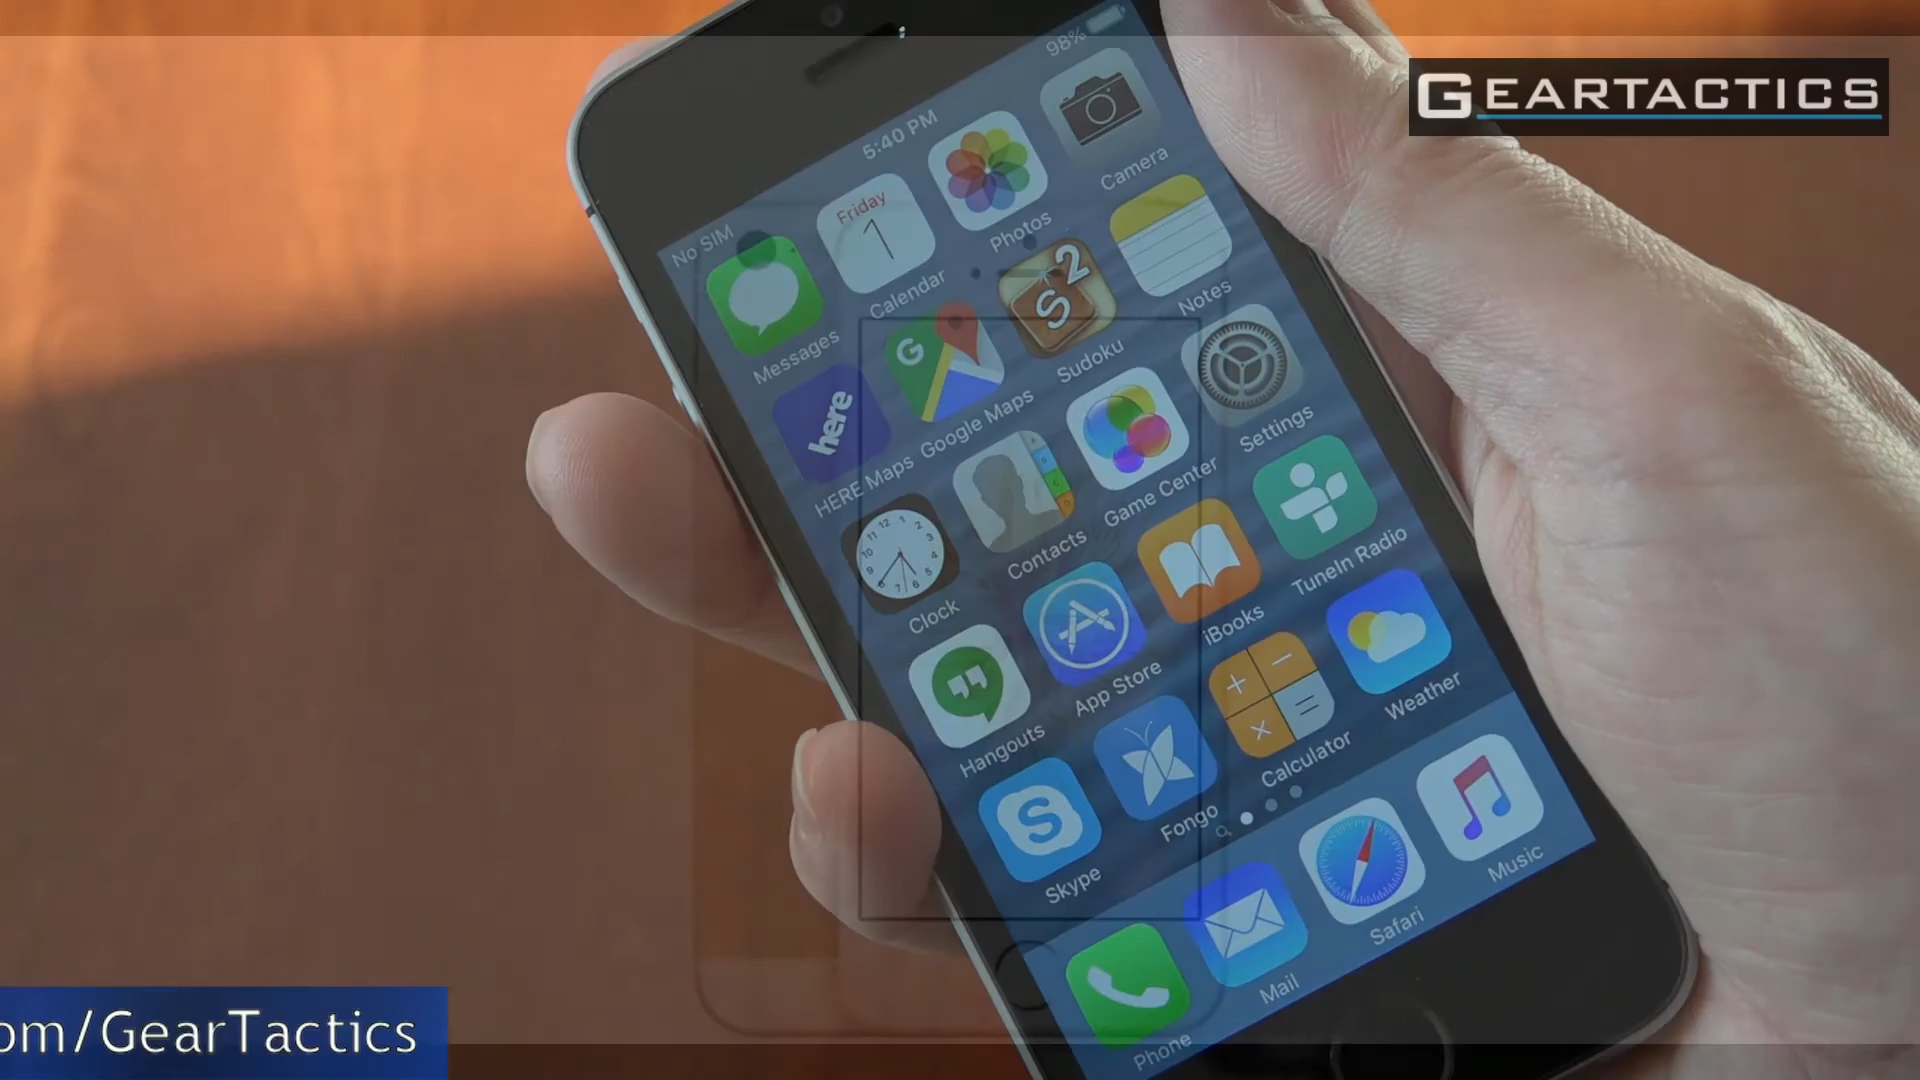 GEARTACTICS
No SIM
5:40 PM
98%
Messages
Friday
1
Calendar
Photos
Camera
here
HERE Maps
G
Google Maps
S2
Sudoku
Notes
Clock
Contacts
Game Center
Settings
Hangouts
App Store
iBooks
TuneIn Radio
S
Skype
Fongo
Calculator
Weather
Phone
Mail
Safari
Music
om/GearTactics